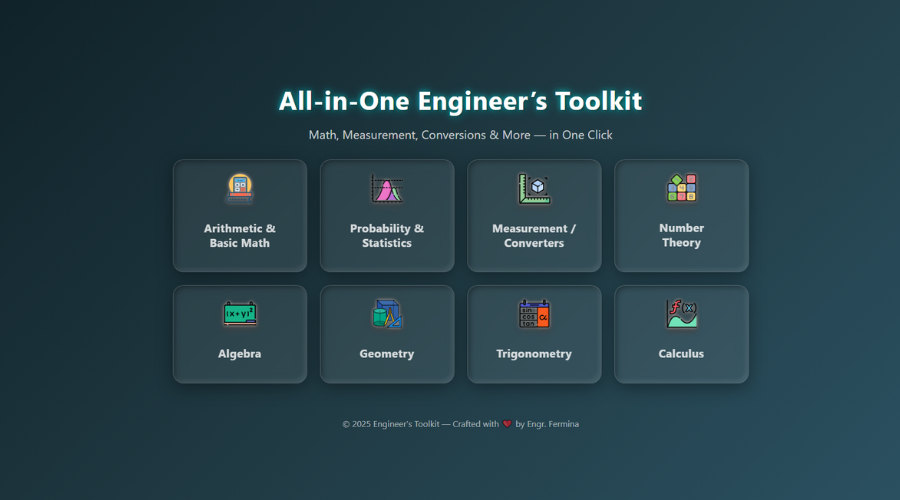 All-in-One Engineer’s Toolkit
Math, Measurement, Conversions & More — in One Click
Arithmetic &
Basic Math
Probability &
Statistics
Measurement /
Converters
Number
Theory
(x+y)²
sin
cos
tan
α
f(x)
Algebra
Geometry
Trigonometry
Calculus
© 2025 Engineer's Toolkit — Crafted with ❤ by Engr. Fermina